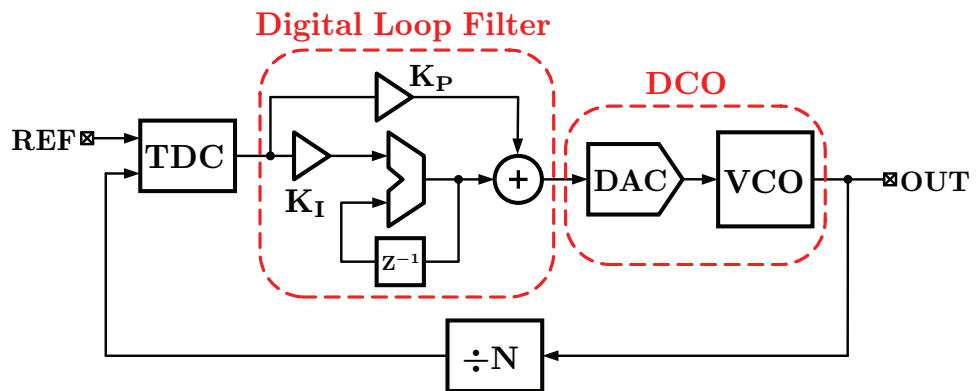 Digital Loop Filter
K_P
DCO
REF
TDC
K_I
+
DAC
VCO
OUT
z⁻¹
÷N